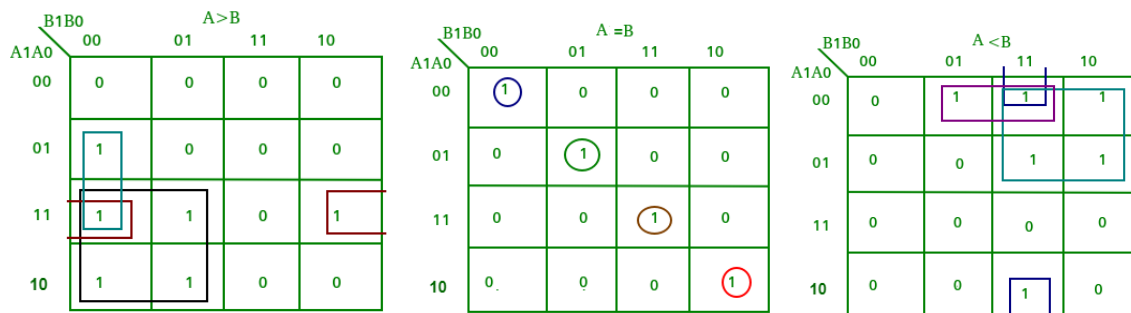 A>B
B1B0
00 01 11 10
A1A0
00 0 0 0 0
01 1 0 0 0
11 1 1 0 1
10 1 1 0 0
A =B
B1B0
00 01 11 10
A1A0
00 1 0 0 0
01 0 1 0 0
11 0 0 1 0
10 0 0 0 1
A <B
B1B0
00 01 11 10
A1A0
00 0 1 1 1
01 0 0 1 1
11 0 0 0 0
10 0 0 1 0